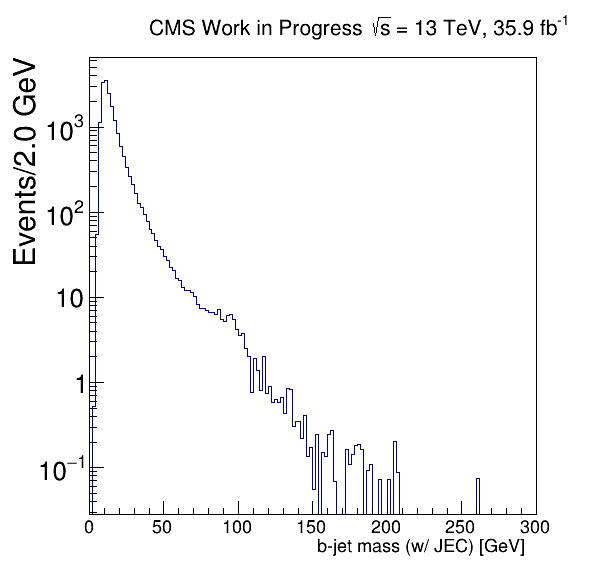 CMS Work in Progress √s = 13 TeV, 35.9 fb⁻¹
Events/2.0 GeV
10³
10²
10
1
10⁻¹
0 50 100 150 200 250 300
b-jet mass (w/ JEC) [GeV]